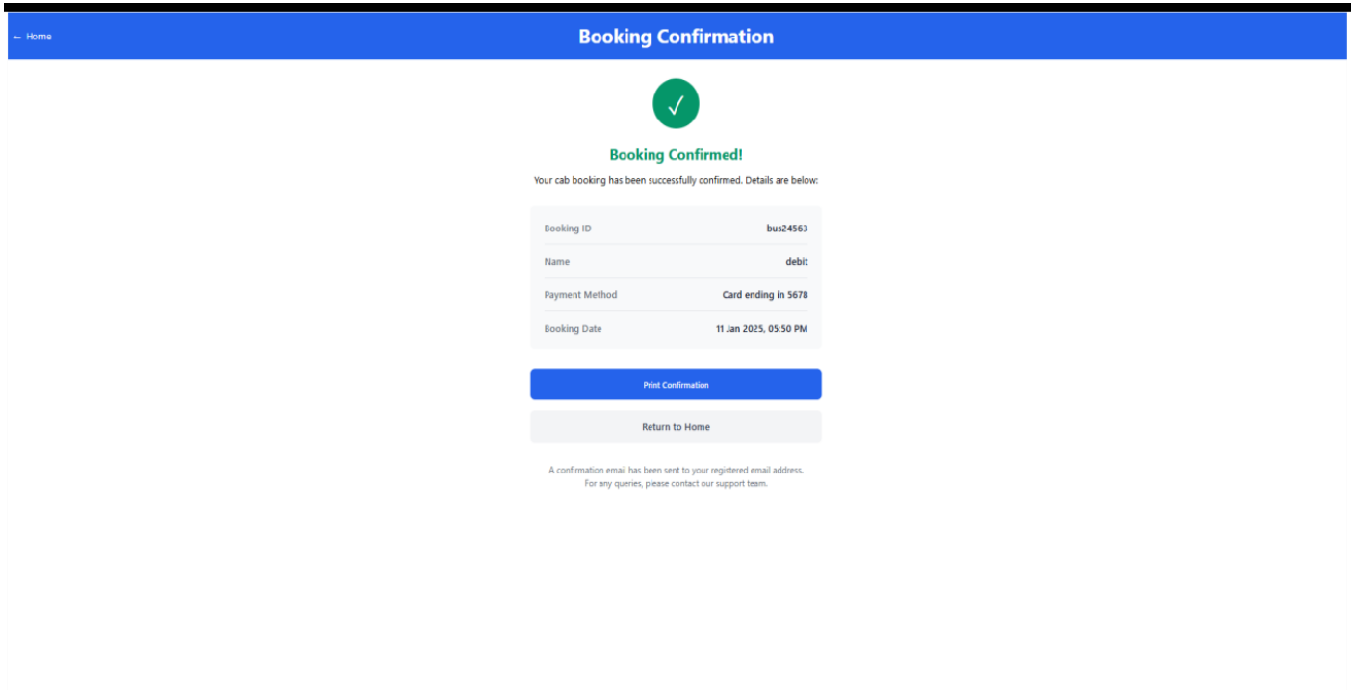 ← Home
Booking Confirmation
✓
Booking Confirmed!
Your cab booking has been successfully confirmed. Details are below:
Booking ID bus24563
Name debit
Payment Method Card ending in 5678
Booking Date 11 Jan 2025, 05:50 PM
Print Confirmation
Return to Home
A confirmation email has been sent to your registered email address.
For any queries, please contact our support team.